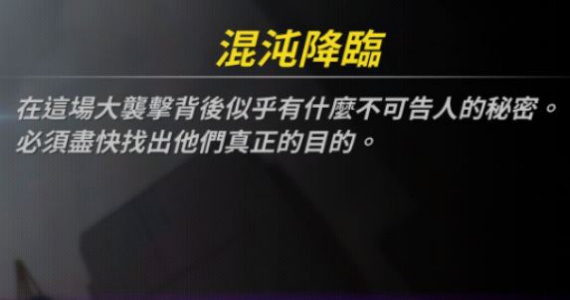 混沌降臨
在這場大襲擊背後似乎有什麼不可告人的秘密。
必須盡快找出他們真正的目的。